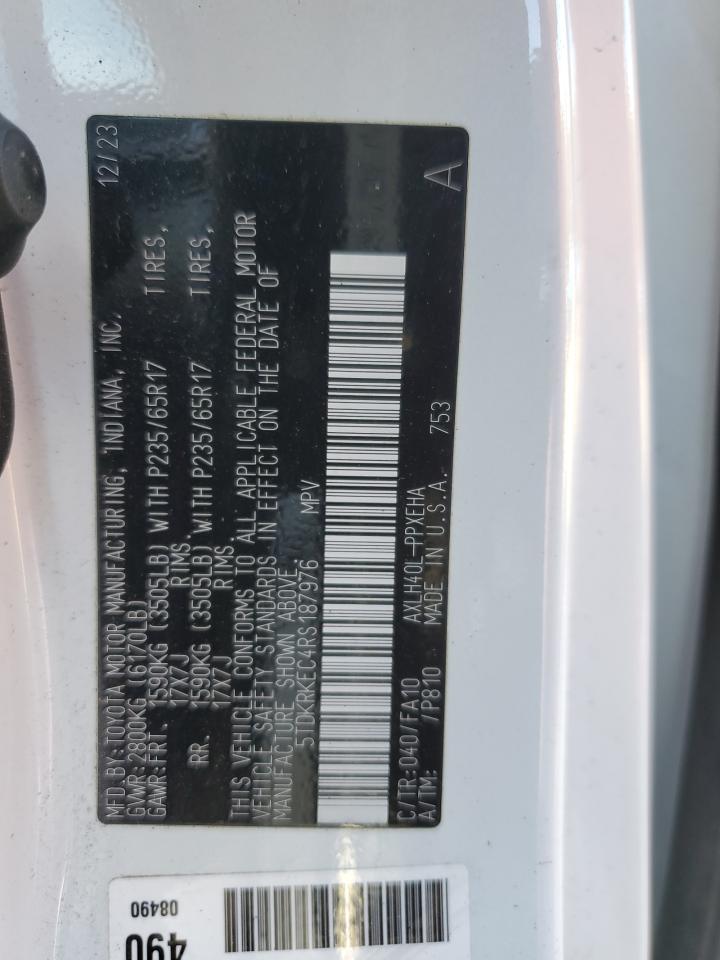 MFD.BY:TOYOTA MOTOR MANUFACTURING, INDIANA, INC. 12/23
GVWR:2800KG (6170LB)
GAWR:FRT. 1590KG (3505LB) WITH P235/65R17 TIRES,
17X7J RIMS,
RR. 1590KG (3505LB) WITH P235/65R17 TIRES,
17X7J RIMS.
THIS VEHICLE CONFORMS TO ALL APPLICABLE FEDERAL MOTOR
VEHICLE SAFETY STANDARDS IN EFFECT ON THE DATE OF
MANUFACTURE SHOWN ABOVE.
5TDKRKEC4RS187976 MPV
C/TR:040/FA10 AXLH40L-PPXEHA
A/TM: /P810 MADE IN U.S.A. 753 A
08490
490